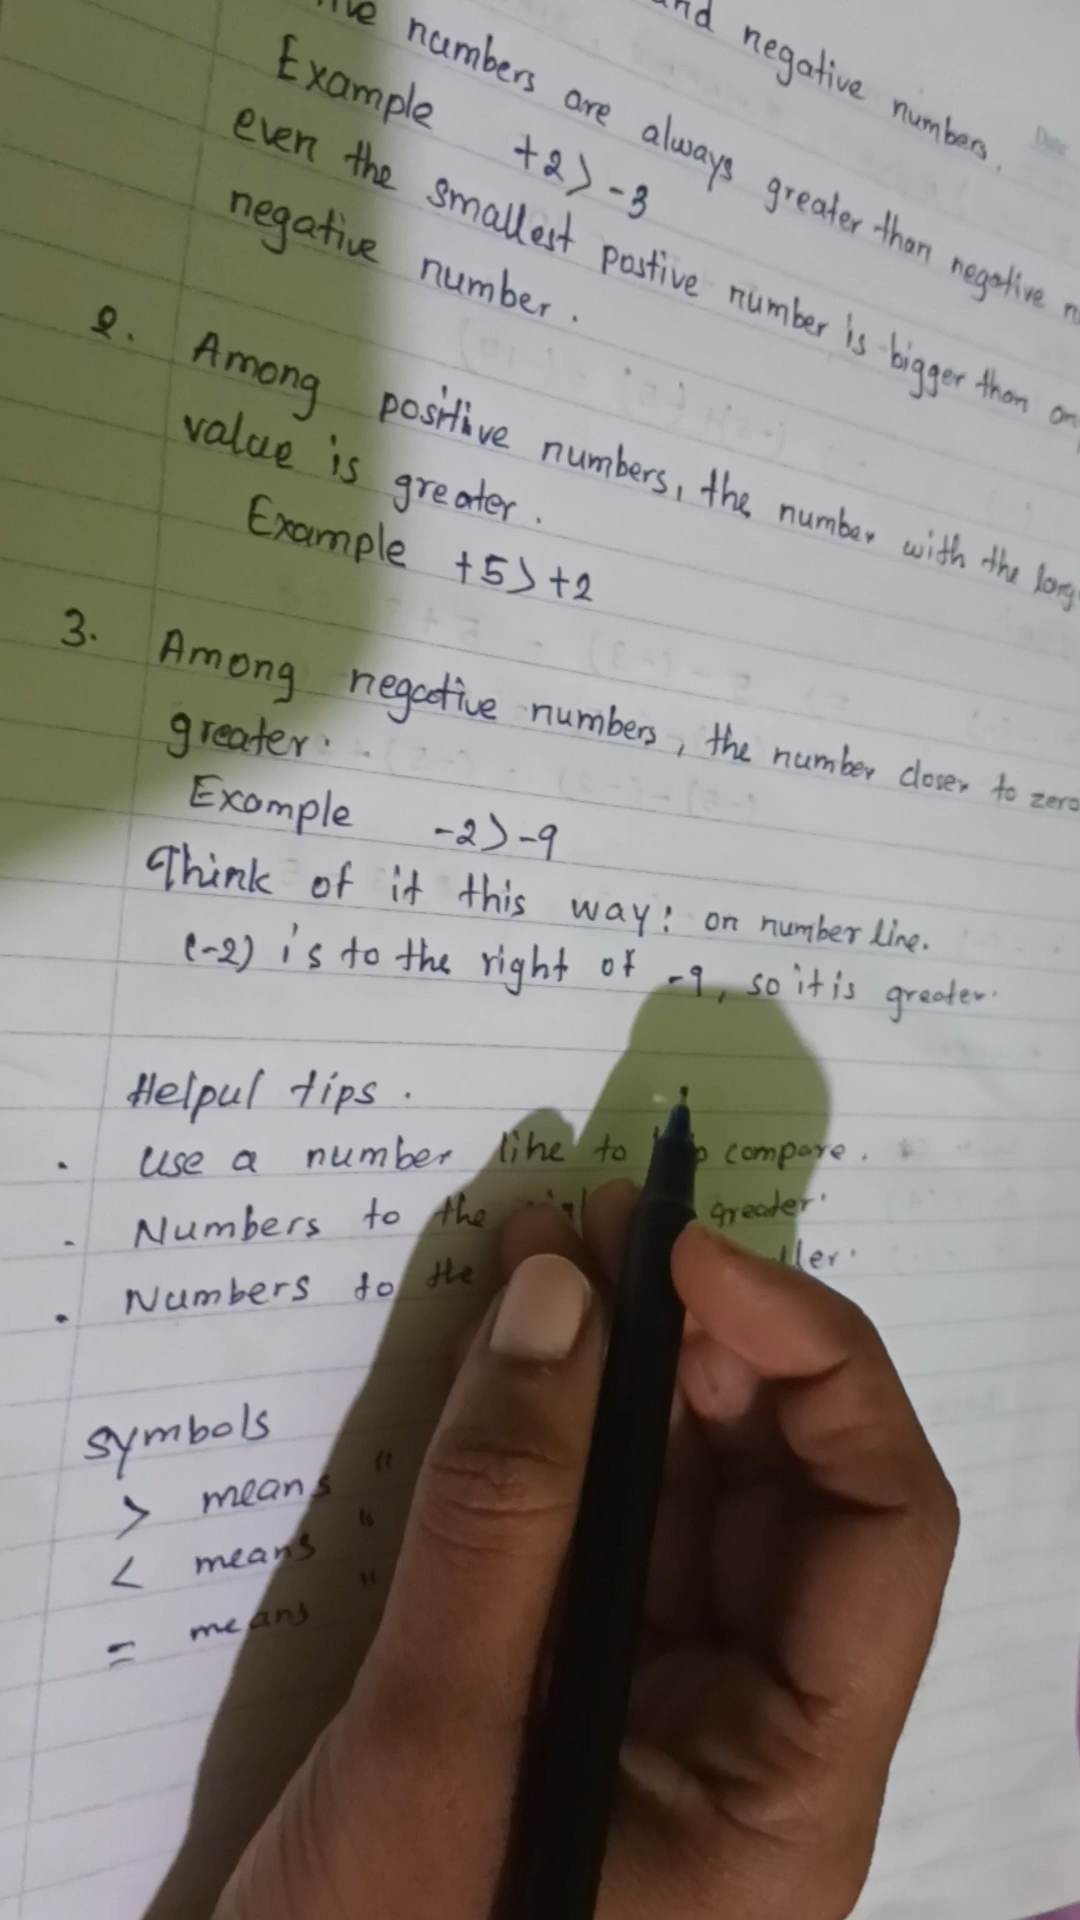 and negative numbers.
numbers are always greater than negative
Example +2 > -3
even the smallest postive number is bigger than
negative number.
2. Among positive numbers, the number with the
value is greater.
Example +5 > +2
3. Among negative numbers, the number closer to zero
greater.
Example -2 > -9
Think of it this way: on number line.
(-2) is to the right of -9, so it is greater.
Helpul tips.
. Use a number line to compare.
. Numbers to the greater.
. Numbers to the
symbols
> means "
< means "
= means "